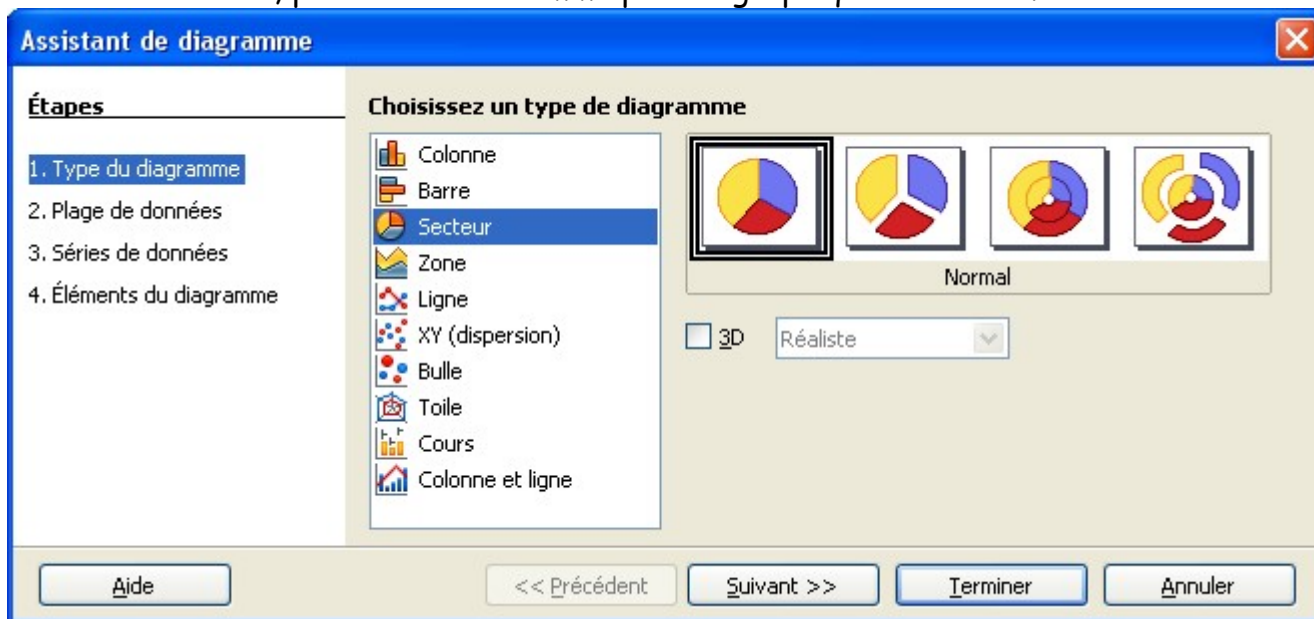 Assistant de diagramme
Étapes
1. Type du diagramme
2. Plage de données
3. Séries de données
4. Éléments du diagramme
Choisissez un type de diagramme
Colonne
Barre
Secteur
Zone
Ligne
XY (dispersion)
Bulle
Toile
Cours
Colonne et ligne
Normal
3D
Réaliste
Aide
<< Précédent
Suivant >>
Terminer
Annuler